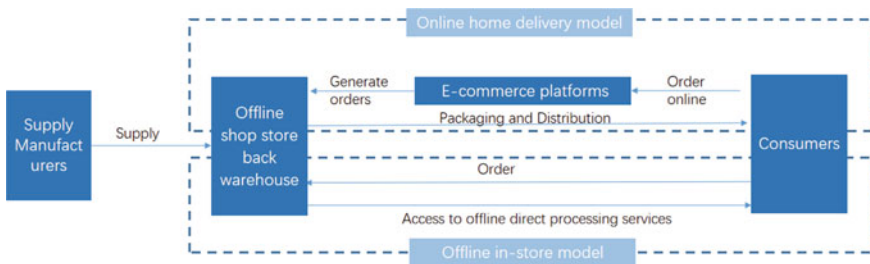 Online home delivery model
Generate
orders
E-commerce platforms
Order
online
Supply
Manufact
urers
Supply
Offline
shop store
back
warehouse
Packaging and Distribution
Consumers
Order
Access to offline direct processing services
Offline in-store model